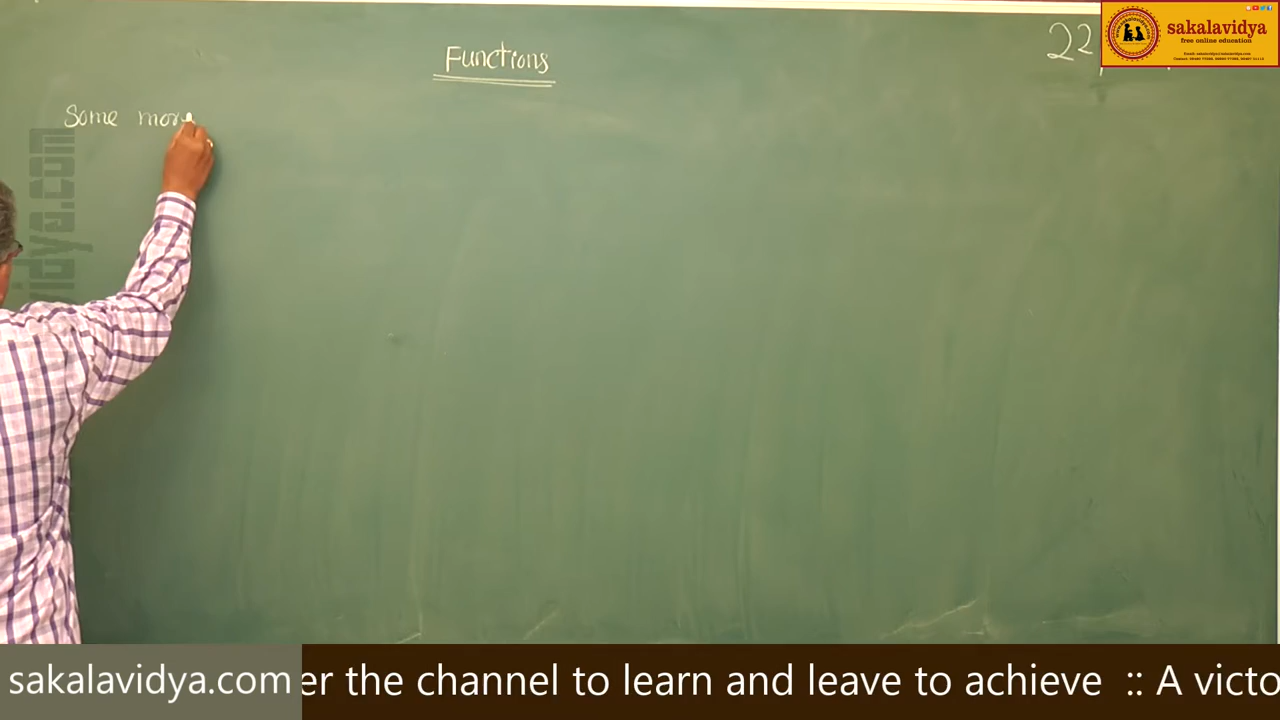 Functions
22
sakalavidya
free online education
Some more
sakalavidya.com
er the channel to learn and leave to achieve :: A victo